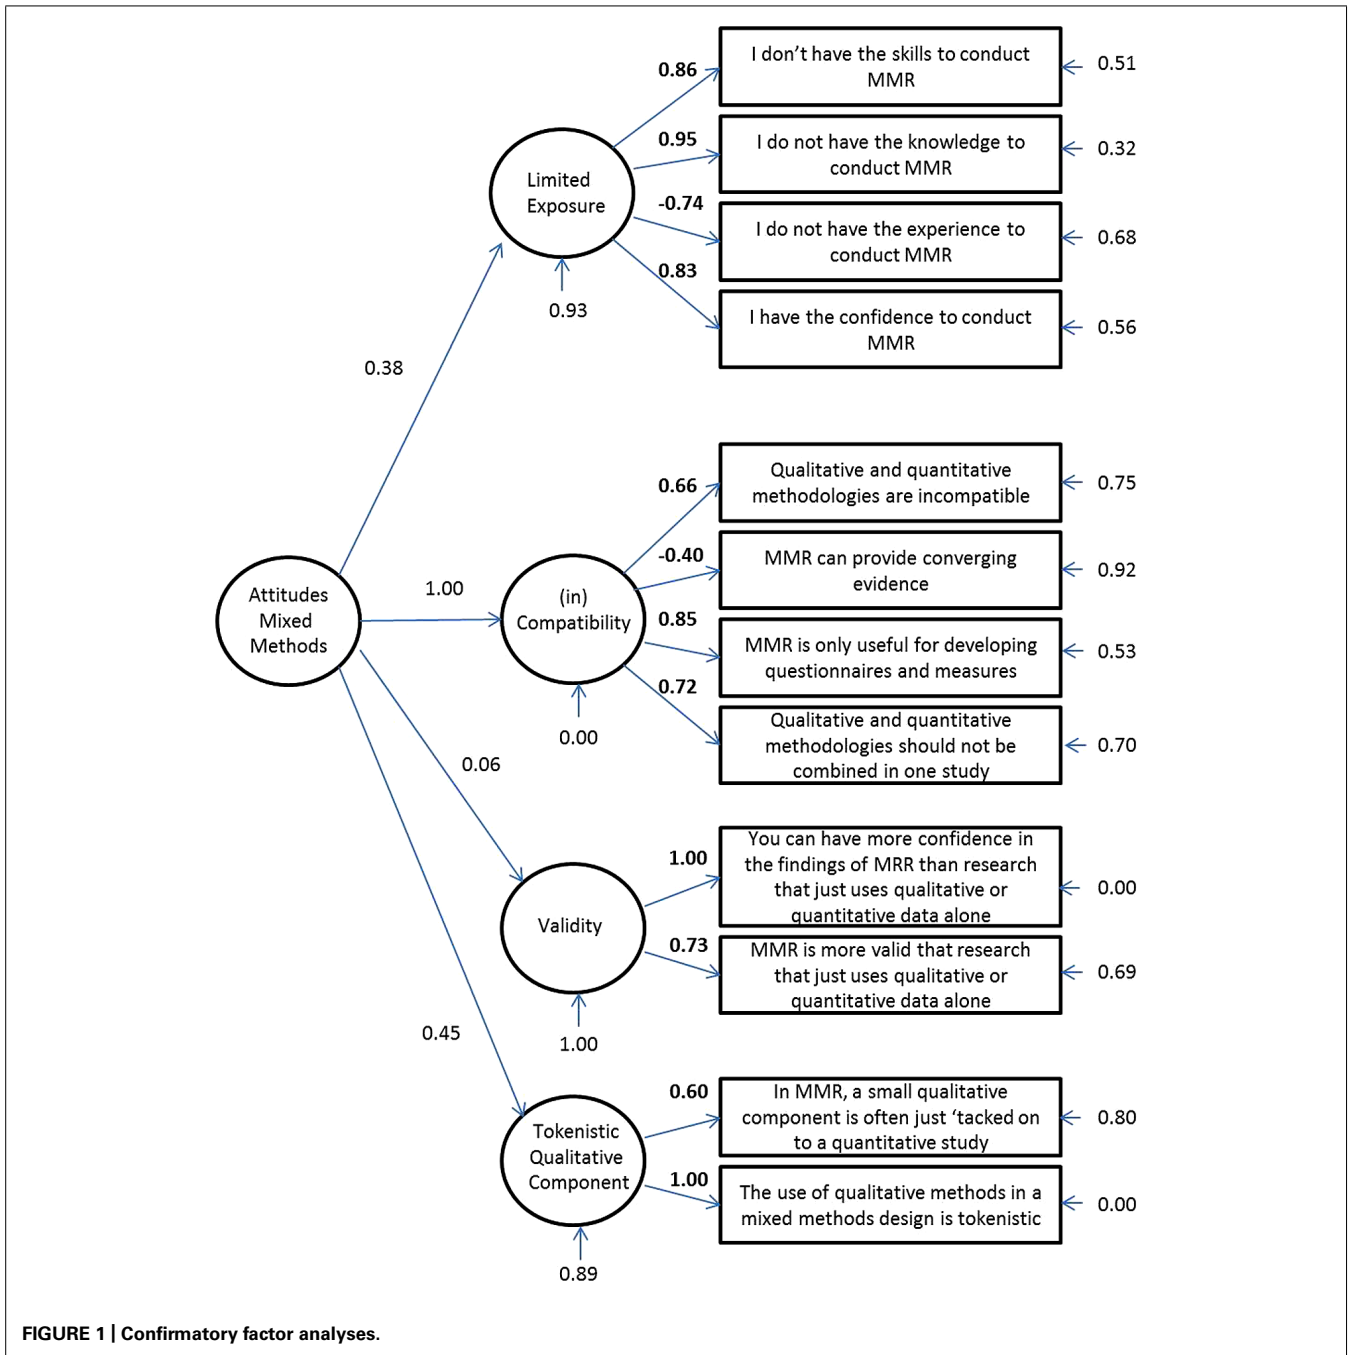 0.86
I don't have the skills to conduct
MMR
0.51
0.95
I do not have the knowledge to
conduct MMR
0.32
Limited
Exposure
-0.74
I do not have the experience to
conduct MMR
0.68
0.83
I have the confidence to conduct
MMR
0.56
0.93
0.38
0.66
Qualitative and quantitative
methodologies are incompatible
0.75
-0.40
MMR can provide converging
evidence
0.92
Attitudes
Mixed
Methods
1.00
(in)
Compatibility
0.85
MMR is only useful for developing
questionnaires and measures
0.53
0.72
Qualitative and quantitative
methodologies should not be
combined in one study
0.70
0.00
0.06
1.00
You can have more confidence in
the findings of MRR than research
that just uses qualitative or
quantitative data alone
0.00
Validity
0.73
MMR is more valid that research
that just uses qualitative or
quantitative data alone
0.69
1.00
0.45
0.60
In MMR, a small qualitative
component is often just ‘tacked on
to a quantitative study
0.80
Tokenistic
Qualitative
Component
1.00
The use of qualitative methods in a
mixed methods design is tokenistic
0.00
0.89
FIGURE 1 | Confirmatory factor analyses.